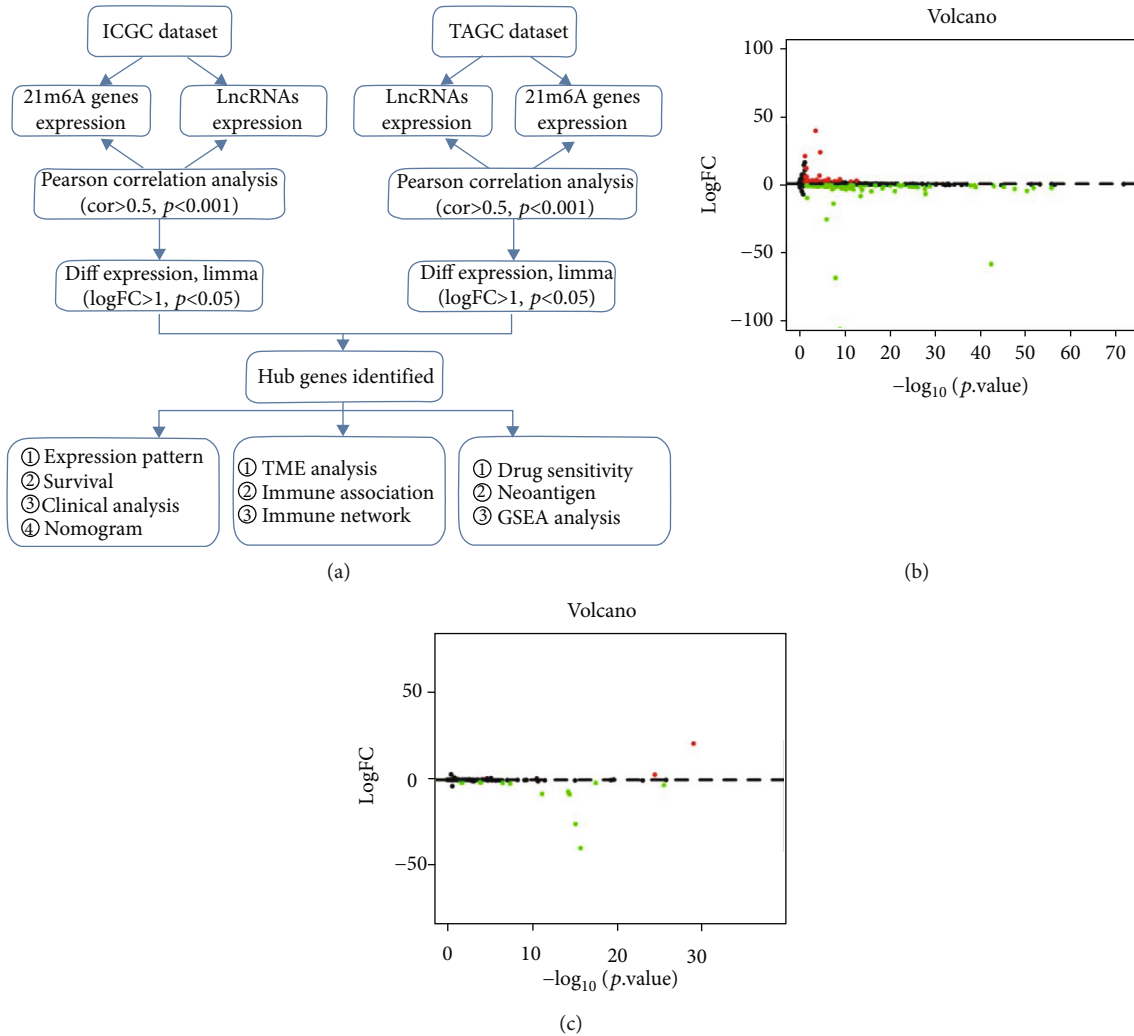 ICGC dataset
TAGC dataset
21m6A genes
expression
LncRNAs
expression
LncRNAs
expression
21m6A genes
expression
Pearson correlation analysis
(cor>0.5, p<0.001)
Pearson correlation analysis
(cor>0.5, p<0.001)
Diff expression, limma
(logFC>1, p<0.05)
Diff expression, limma
(logFC>1, p<0.05)
Hub genes identified
① Expression pattern
② Survival
③ Clinical analysis
④ Nomogram
① TME analysis
② Immune association
③ Immune network
① Drug sensitivity
② Neoantigen
③ GSEA analysis
(a)
Volcano
100
50
0
−50
−100
LogFC
0 10 20 30 40 50 60 70
−log₁₀ (p.value)
(b)
Volcano
50
0
−50
LogFC
0 10 20 30
−log₁₀ (p.value)
(c)